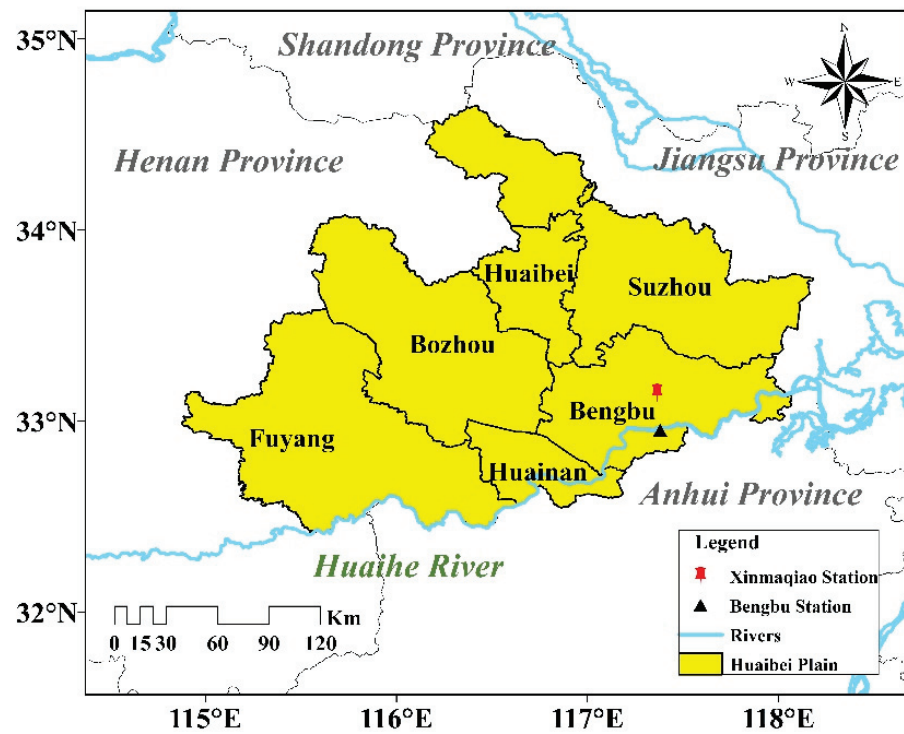 35°N
34°N
33°N
32°N
Shandong Province
N
W
E
S
Henan Province
Jiangsu Province
Huaibei
Suzhou
Bozhou
Bengbu
Fuyang
Huainan
Anhui Province
Huaihe River
Legend
Xinmaqiao Station
Bengbu Station
Rivers
Huaibei Plain
Km
0 15 30 60 90 120
115°E 116°E 117°E 118°E